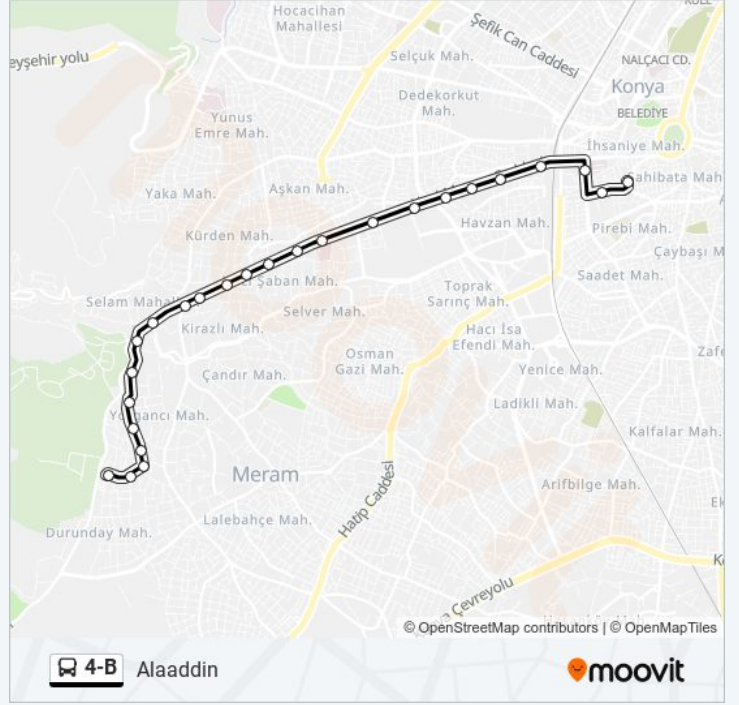 KULE
Hocacihan
Mahallesi
Şefik Can Caddesi
eyşehir yolu
Selçuk Mah.
NALÇACI CD.
Dedekorkut
Mah.
Konya
BELEDİYE
Yunus
Emre Mah.
İhsaniye Mah.
Yaka Mah.
Aşkan Mah.
Sahibata Mah
Havzan Mah.
Pirebi Mah.
Kürden Mah.
Çaybaşı M
Şaban Mah.
Saadet Mah.
Toprak
Sarınç Mah.
Selam Mahal
Selver Mah.
Kirazlı Mah.
Hacı İsa
Efendi Mah.
Osman
Gazi Mah.
Zafe
Çandır Mah.
Yenice Mah.
Ladikli Mah.
Yorgancı Mah.
Kalfalar Mah.
Meram
Arifbilge Mah.
Hatip Caddesi
Lalebahçe Mah.
Durunday Mah.
Çevreyolu
© OpenStreetMap contributors | © OpenMapTiles
4-B Alaaddin
moovit